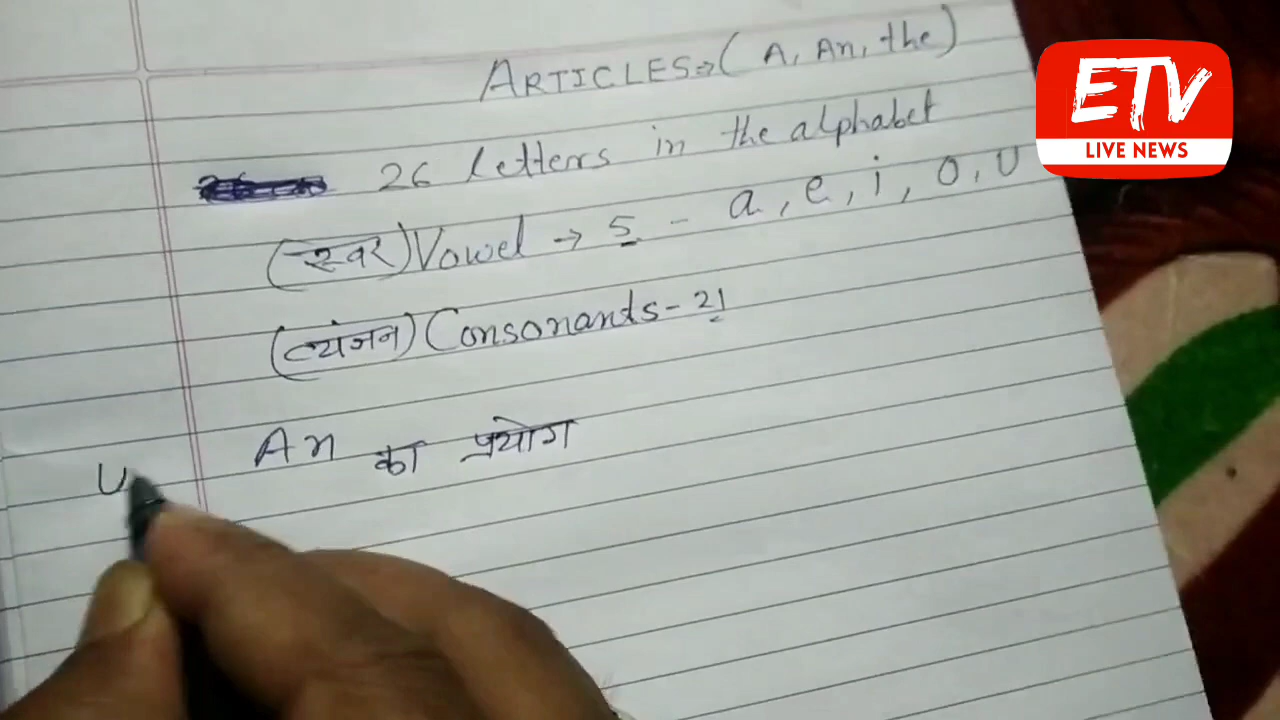 ARTICLES⇒( A, An, the)
26 letters in the alphabet
(स्वर) Vowel → 5 - a, e, i, O, U
(व्यंजन) Consonants - 21
An का प्रयोग
U
ETV
LIVE NEWS